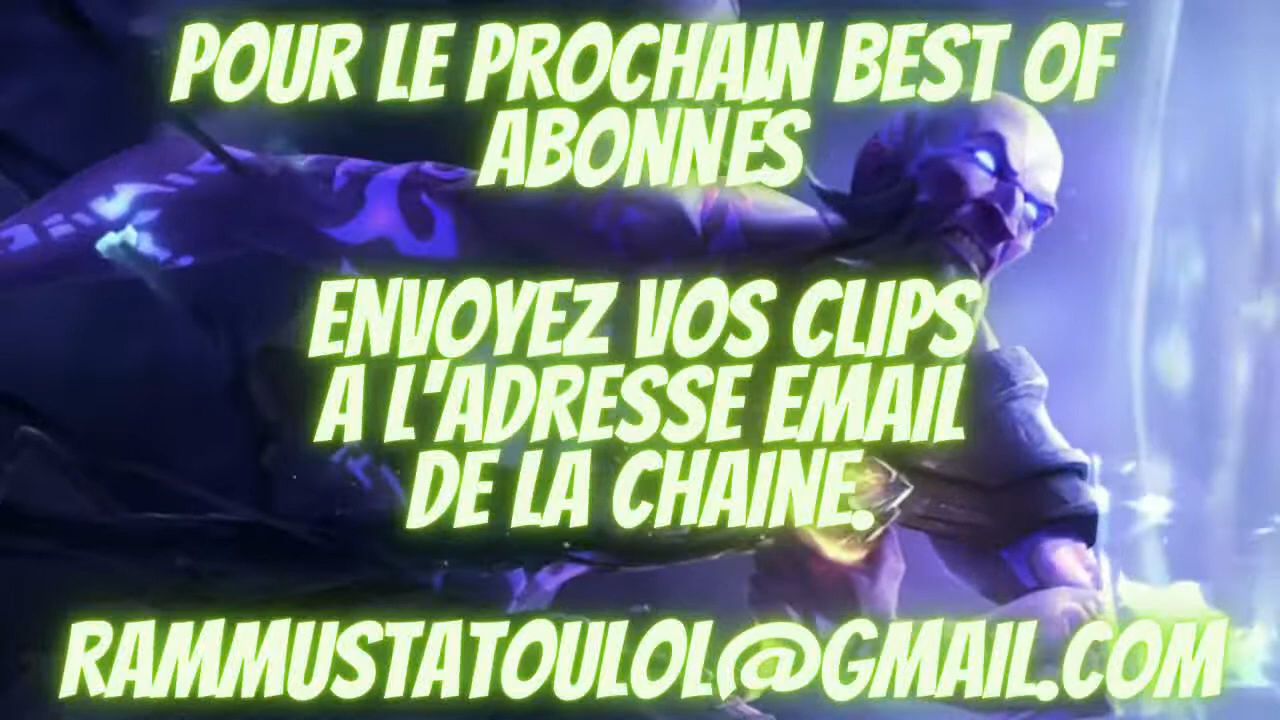 POUR LE PROCHAIN BEST OF
ABONNÉS
ENVOYEZ VOS CLIPS
A L'ADRESSE EMAIL
DE LA CHAINE.
RAMMUSTATOULOL@GMAIL.COM